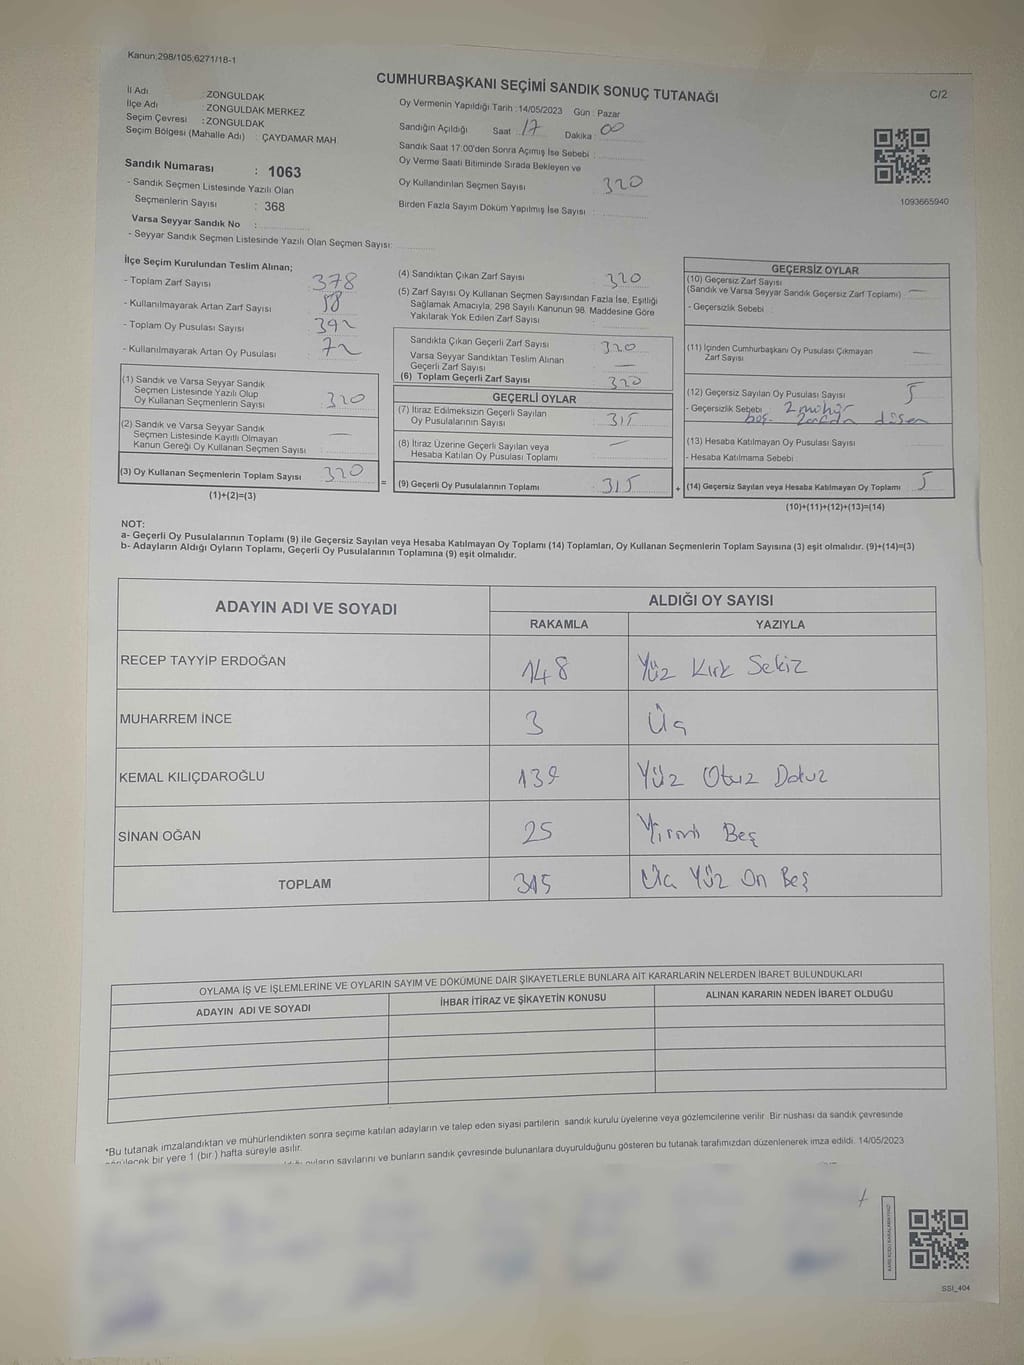 Kanun;298/105;6271/18-1
CUMHURBAŞKANI SEÇİMİ SANDIK SONUÇ TUTANAĞI
C/2
İl Adı : ZONGULDAK
İlçe Adı : ZONGULDAK MERKEZ
Seçim Çevresi : ZONGULDAK
Seçim Bölgesi (Mahalle Adı) : ÇAYDAMAR MAH
Sandık Numarası : 1063
- Sandık Seçmen Listesinde Yazılı Olan
Seçmenlerin Sayısı : 368
Varsa Seyyar Sandık No :
- Seyyar Sandık Seçmen Listesinde Yazılı Olan Seçmen Sayısı:
Oy Vermenin Yapıldığı Tarih : 14/05/2023 Gün : Pazar
Sandığın Açıldığı Saat : 17 Dakika : 00
Sandık Saat 17:00'den Sonra Açımış İse Sebebi :
Oy Verme Saati Bitiminde Sırada Bekleyen ve
Oy Kullandırılan Seçmen Sayısı 320
Birden Fazla Sayım Döküm Yapılmış İse Sayısı :
1093665940
İlçe Seçim Kurulundan Teslim Alınan;
- Toplam Zarf Sayısı : 378
- Kullanılmayarak Artan Zarf Sayısı : 58
- Toplam Oy Pusulası Sayısı : 392
- Kullanılmayarak Artan Oy Pusulası : 72
(1) Sandık ve Varsa Seyyar Sandık
Seçmen Listesinde Yazılı Olup
Oy Kullanan Seçmenlerin Sayısı : 320
(2) Sandık ve Varsa Seyyar Sandık
Seçmen Listesinde Kayıtlı Olmayan
Kanun Gereği Oy Kullanan Seçmen Sayısı : —
(3) Oy Kullanan Seçmenlerin Toplam Sayısı : 320
(1)+(2)=(3)
=
(4) Sandıktan Çıkan Zarf Sayısı : 320
(5) Zarf Sayısı Oy Kullanan Seçmen Sayısından Fazla İse, Eşitliği
Sağlamak Amacıyla, 298 Sayılı Kanunun 98. Maddesine Göre
Yakılarak Yok Edilen Zarf Sayısı :
Sandıkta Çıkan Geçerli Zarf Sayısı : 320
Varsa Seyyar Sandıktan Teslim Alınan
Geçerli Zarf Sayısı : —
(6) Toplam Geçerli Zarf Sayısı : 320
GEÇERLİ OYLAR
(7) İtiraz Edilmeksizin Geçerli Sayılan
Oy Pusulalarının Sayısı : 315
(8) İtiraz Üzerine Geçerli Sayılan veya
Hesaba Katılan Oy Pusulası Toplamı : —
(9) Geçerli Oy Pusulalarının Toplamı : 315
+
GEÇERSİZ OYLAR
(10) Geçersiz Zarf Sayısı
(Sandık ve Varsa Seyyar Sandık Geçersiz Zarf Toplamı) : —
- Geçersizlik Sebebi :
(11) İçinden Cumhurbaşkanı Oy Pusulası Çıkmayan
Zarf Sayısı : —
(12) Geçersiz Sayılan Oy Pusulası Sayısı : 5
- Geçersizlik Sebebi : 2 mühür
boş
(13) Hesaba Katılmayan Oy Pusulası Sayısı :
- Hesaba Katılmama Sebebi :
(14) Geçersiz Sayılan veya Hesaba Katılmayan Oy Toplamı : 5
(10)+(11)+(12)+(13)=(14)
NOT:
a- Geçerli Oy Pusulalarının Toplamı (9) ile Geçersiz Sayılan veya Hesaba Katılmayan Oy Toplamı (14) Toplamları, Oy Kullanan Seçmenlerin Toplam Sayısına (3) eşit olmalıdır. (9)+(14)=(3)
b- Adayların Aldığı Oyların Toplamı, Geçerli Oy Pusulalarının Toplamına (9) eşit olmalıdır.
ADAYIN ADI VE SOYADI
ALDIĞI OY SAYISI
RAKAMLA YAZIYLA
RECEP TAYYİP ERDOĞAN 148 Yüz Kırk Sekiz
MUHARREM İNCE 3 Üç
KEMAL KILIÇDAROĞLU 139 Yüz Otuz Dokuz
SİNAN OĞAN 25 Yirmi Beş
TOPLAM 315 Üç Yüz On Beş
OYLAMA İŞ VE İŞLEMLERİNE VE OYLARIN SAYIM VE DÖKÜMÜNE DAİR ŞİKAYETLERLE BUNLARA AİT KARARLARIN NELERDEN İBARET BULUNDUKLARI
ADAYIN ADI VE SOYADI İHBAR İTİRAZ VE ŞİKAYETİN KONUSU ALINAN KARARIN NEDEN İBARET OLDUĞU
*Bu tutanak imzalandıktan ve mühürlendikten sonra seçime katılan adayların ve talep eden siyasi partilerin sandık kurulu üyelerine veya gözlemcilerine verilir. Bir nüshası da sandık çevresinde
bir yere 1 (bir ) hafta süreyle asılır.
sayılarını ve bunların sandık çevresinde bulunanlara duyurulduğunu gösteren bu tutanak tarafımızdan düzenlenerek imza edildi. 14/05/2023
SSI_404